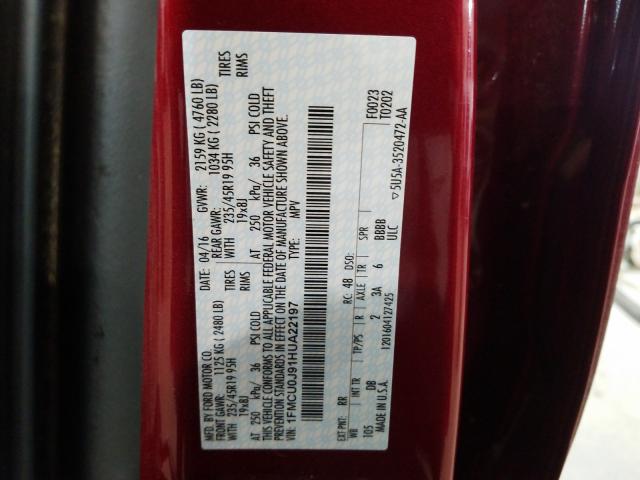 MFD. BY FORD MOTOR CO.
DATE: 04/16 GVWR: 2159 KG ( 4760 LB)
FRONT GAWR: 1125 KG ( 2480 LB) REAR GAWR: 1034 KG ( 2280 LB)
235/45R19 95H TIRES WITH 235/45R19 95H TIRES
19x8J RIMS 19x8J RIMS
AT 250 kPa/ 36 PSI COLD AT 250 kPa/ 36 PSI COLD
THIS VEHICLE CONFORMS TO ALL APPLICABLE FEDERAL MOTOR VEHICLE SAFETY AND THEFT
PREVENTION STANDARDS IN EFFECT ON THE DATE OF MANUFACTURE SHOWN ABOVE.
VIN: 1FMCU0J91HUA22197 TYPE: MPV
F0023
T0202
EXT PNT: RR RC: 48 DSO:
WB INT TR TP/PS R AXLE TR SPR
105 DB 2 3A 6 BBBB
ULC
▽5U5A-3520472-AA
MADE IN U.S.A. 1201604127425